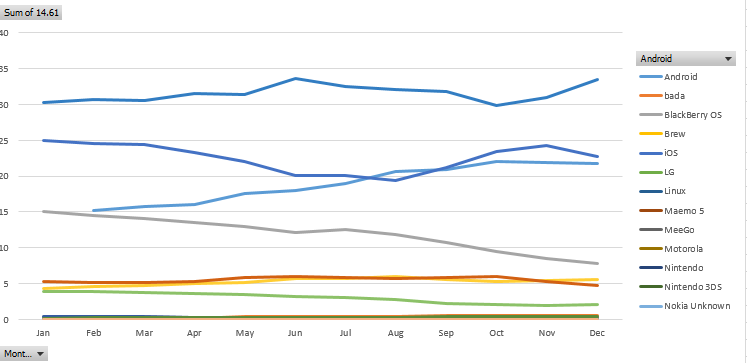 Sum of 14.61
40
35
30
25
20
15
10
5
0
Jan Feb Mar Apr May Jun Jul Aug Sep Oct Nov Dec
Mont...
Android
Android
bada
BlackBerry OS
Brew
iOS
LG
Linux
Maemo 5
MeeGo
Motorola
Nintendo
Nintendo 3DS
Nokia Unknown